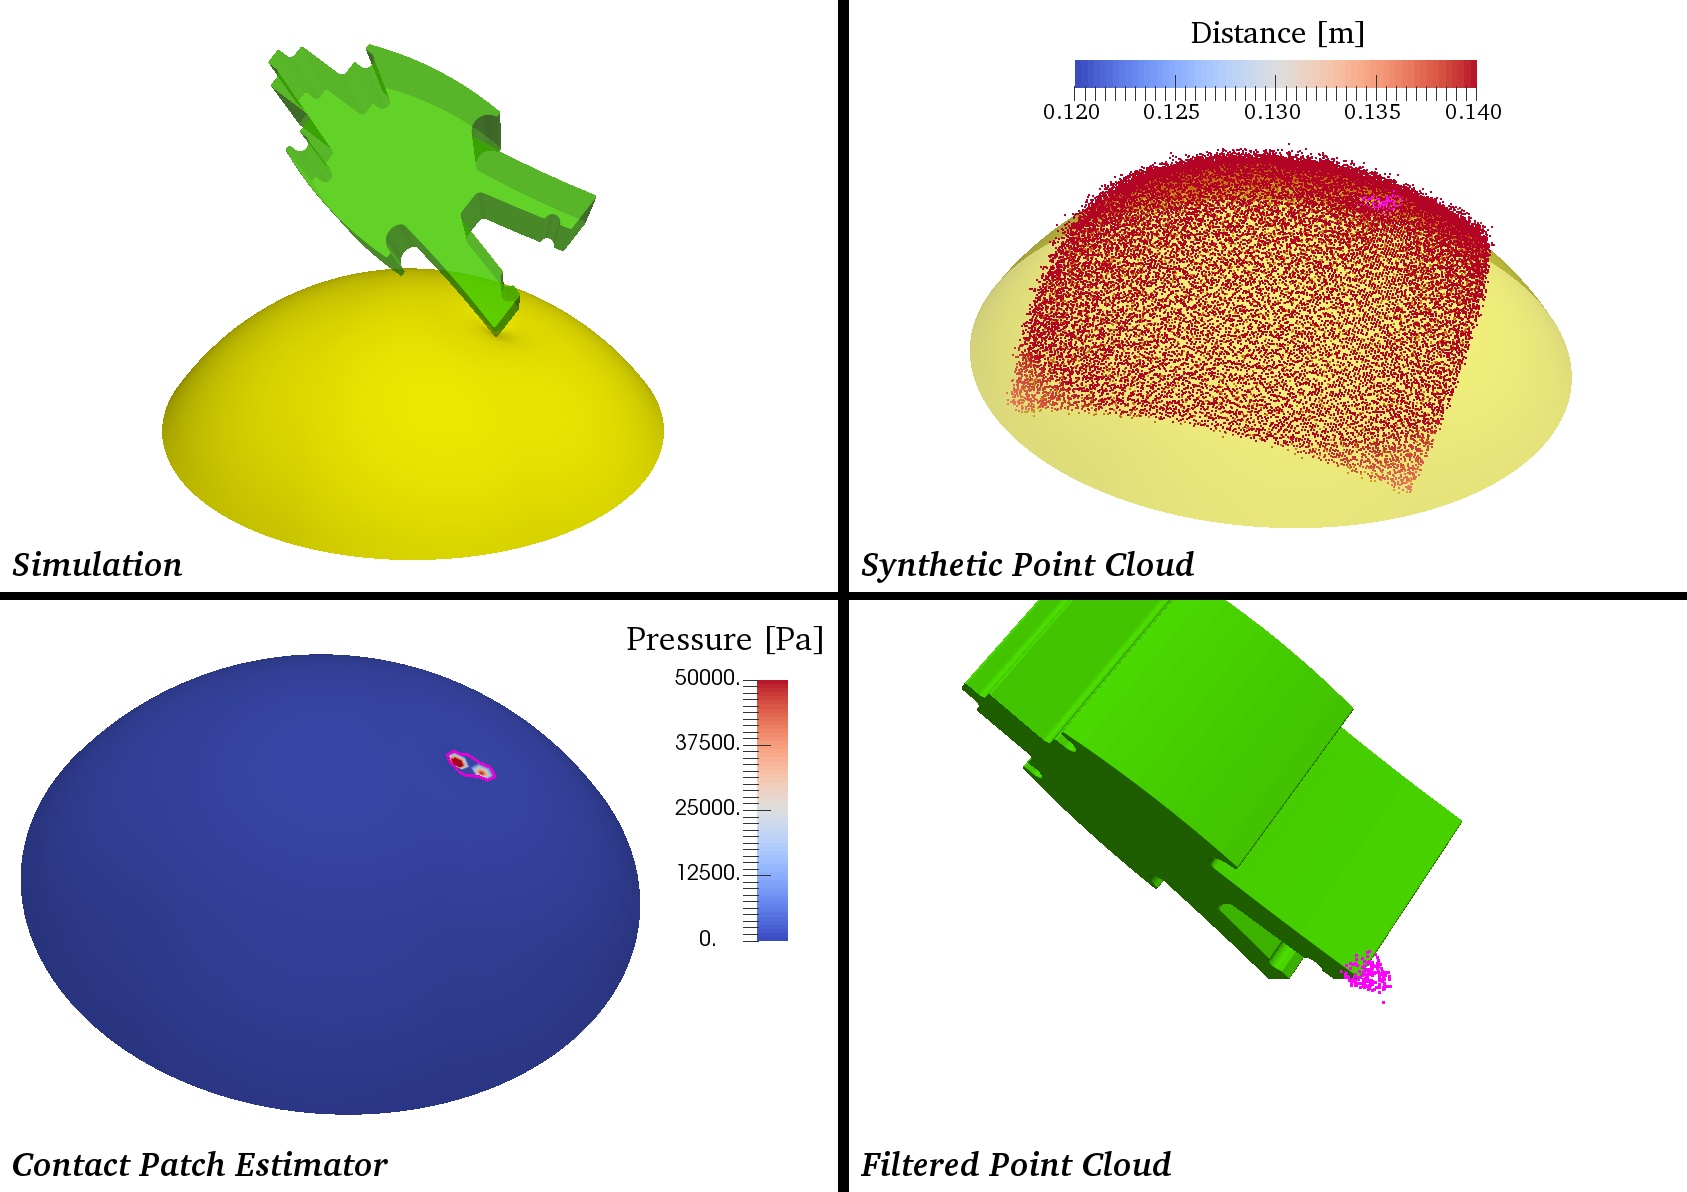 Simulation
Distance [m]
0.120 0.125 0.130 0.135 0.140
Synthetic Point Cloud
Pressure [Pa]
50000.
37500.
25000.
12500.
0.
Contact Patch Estimator
Filtered Point Cloud